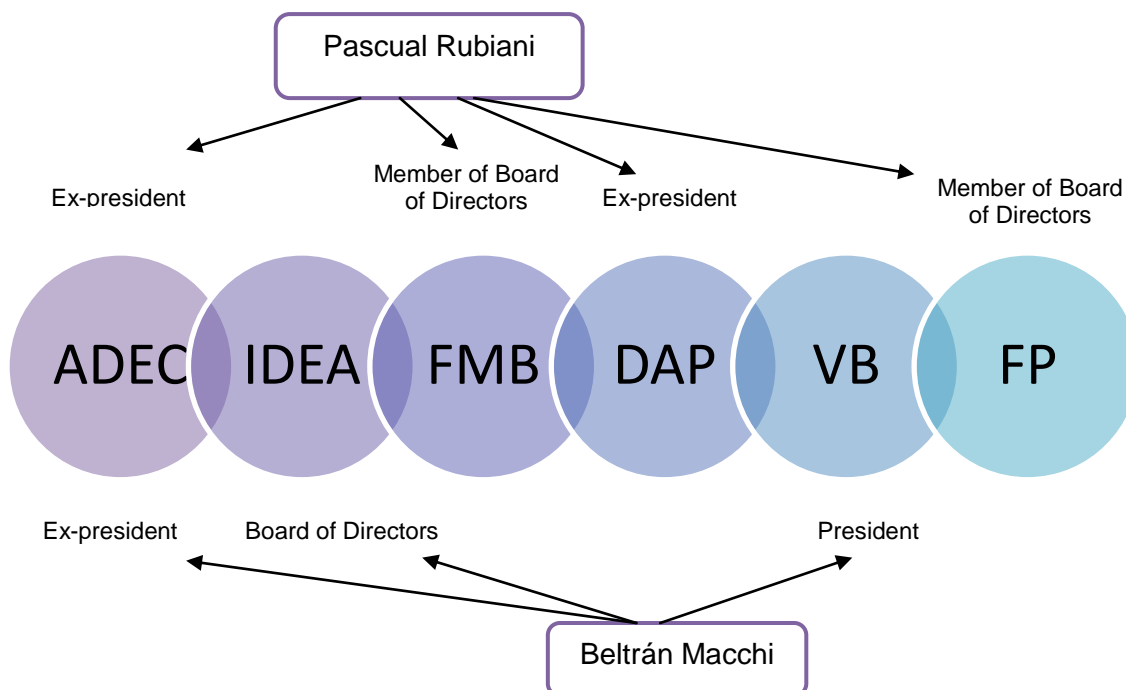 Pascual Rubiani
Ex-president
Member of Board
of Directors
Ex-president
Member of Board
of Directors
ADEC
IDEA
FMB
DAP
VB
FP
Ex-president
Board of Directors
President
Beltrán Macchi